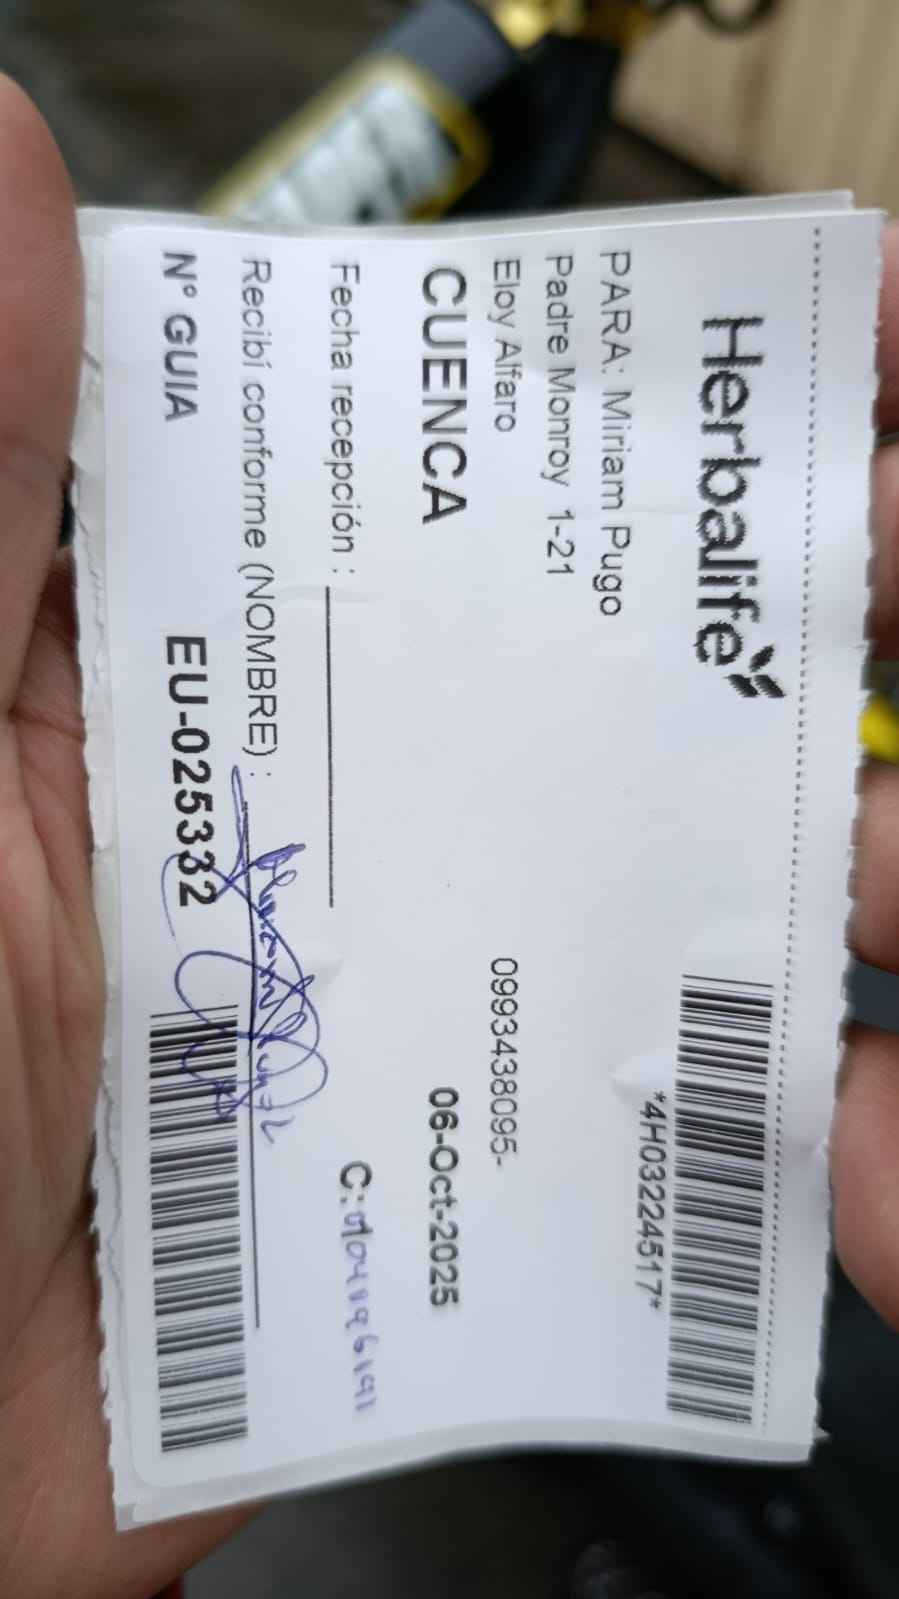 Herbalife
*4H03224517*
PARA: Miriam Pugo
Padre Monroy 1-21
Eloy Alfaro
0993438095-
CUENCA
06-Oct-2025
Fecha recepción :
C:
Recibí conforme (NOMBRE) :
Nº GUIA
EU-025332